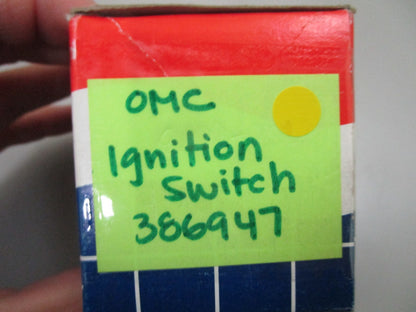 OMC
Ignition
Switch
386947